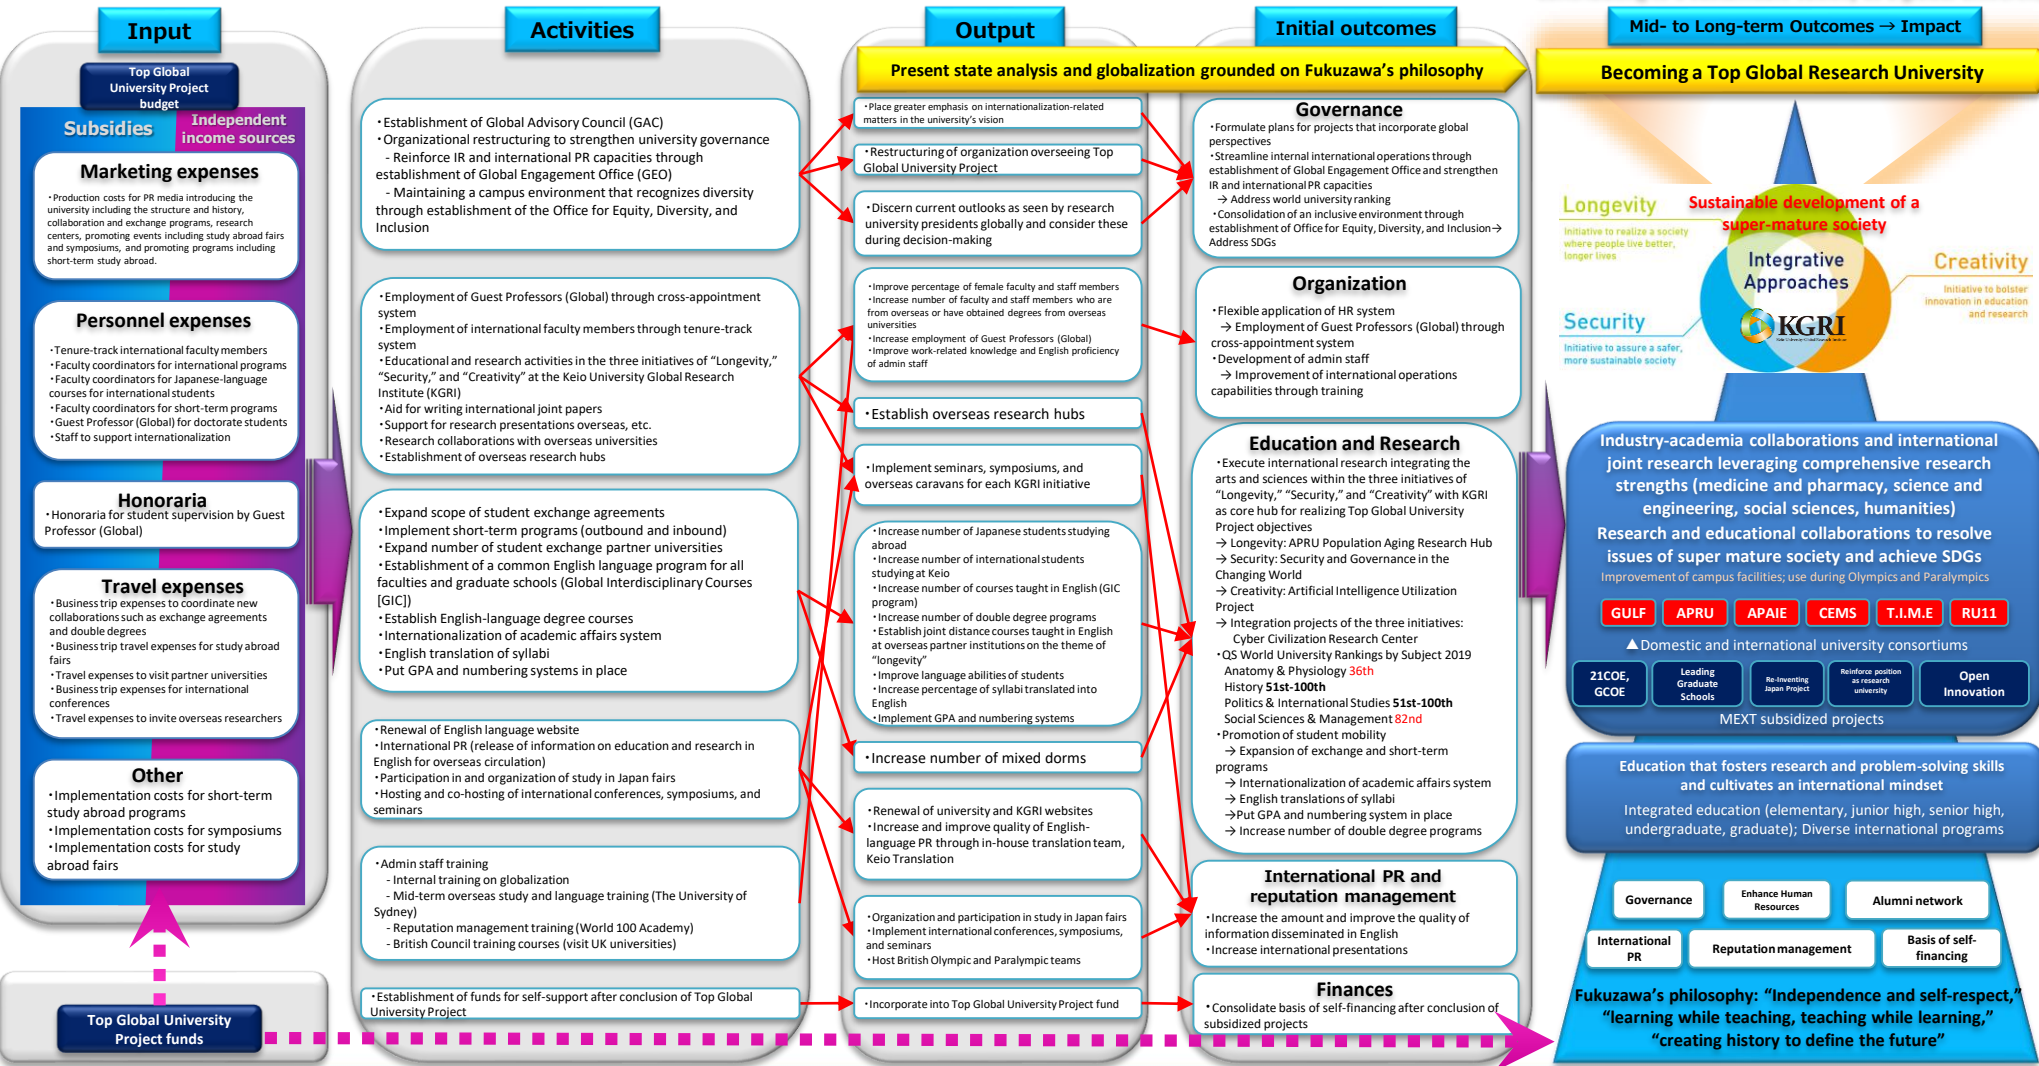 Input
Top Global
University Project
budget
Subsidies
Independent
income sources
Marketing expenses
・Production costs for PR media introducing the
university including the structure and history,
collaboration and exchange programs, research
centers, promoting events including study abroad fairs
and symposiums, and promoting programs including
short-term study abroad.
Personnel expenses
・Tenure-track international faculty members
・Faculty coordinators for international programs
・Faculty coordinators for Japanese-language
courses for international students
・Faculty coordinators for short-term programs
・Guest Professor (Global) for doctorate students
・Staff to support internationalization
Honoraria
・Honoraria for student supervision by Guest
Professor (Global)
Travel expenses
・Business trip expenses to coordinate new
collaborations such as exchange agreements
and double degrees
・Business trip travel expenses for study abroad
fairs
・Travel expenses to visit partner universities
・Business trip expenses for international
conferences
・Travel expenses to invite overseas researchers
Other
・Implementation costs for short-term
study abroad programs
・Implementation costs for symposiums
・Implementation costs for study
abroad fairs
Top Global University
Project funds
Activities
・Establishment of Global Advisory Council (GAC)
・Organizational restructuring to strengthen university governance
- Reinforce IR and international PR capacities through
establishment of Global Engagement Office (GEO)
- Maintaining a campus environment that recognizes diversity
through establishment of the Office for Equity, Diversity, and
Inclusion
・Employment of Guest Professors (Global) through cross-appointment
system
・Employment of international faculty members through tenure-track
system
・Educational and research activities in the three initiatives of “Longevity,”
“Security,” and “Creativity” at the Keio University Global Research
Institute (KGRI)
・Aid for writing international joint papers
・Support for research presentations overseas, etc.
・Research collaborations with overseas universities
・Establishment of overseas research hubs
・Expand scope of student exchange agreements
・Implement short-term programs (outbound and inbound)
・Expand number of student exchange partner universities
・Establishment of a common English language program for all
faculties and graduate schools (Global Interdisciplinary Courses
[GIC])
・Establish English-language degree courses
・Internationalization of academic affairs system
・English translation of syllabi
・Put GPA and numbering systems in place
・Renewal of English language website
・International PR (release of information on education and research in
English for overseas circulation)
・Participation in and organization of study in Japan fairs
・Hosting and co-hosting of international conferences, symposiums, and
seminars
・Admin staff training
- Internal training on globalization
- Mid-term overseas study and language training (The University of
Sydney)
- Reputation management training (World 100 Academy)
- British Council training courses (visit UK universities)
・Establishment of funds for self-support after conclusion of Top Global
University Project
Output
Present state analysis and globalization grounded on Fukuzawa’s philosophy
・Place greater emphasis on internationalization-related
matters in the university’s vision
・Restructuring of organization overseeing Top
Global University Project
・Discern current outlooks as seen by research
university presidents globally and consider these
during decision-making
・Improve percentage of female faculty and staff members
・Increase number of faculty and staff members who are
from overseas or have obtained degrees from overseas
universities
・Increase employment of Guest Professors (Global)
・Improve work-related knowledge and English proficiency
of admin staff
・Establish overseas research hubs
・Implement seminars, symposiums, and
overseas caravans for each KGRI initiative
・Increase number of Japanese students studying
abroad
・Increase number of international students
studying at Keio
・Increase number of courses taught in English (GIC
program)
・Increase number of double degree programs
・Establish joint distance courses taught in English
at overseas partner institutions on the theme of
“longevity”
・Improve language abilities of students
・Increase percentage of syllabi translated into
English
・Implement GPA and numbering systems
・Increase number of mixed dorms
・Renewal of university and KGRI websites
・Increase and improve quality of English-
language PR through in-house translation team,
Keio Translation
・Organization and participation in study in Japan fairs
・Implement international conferences, symposiums,
and seminars
・Host British Olympic and Paralympic teams
・Incorporate into Top Global University Project fund
Initial outcomes
Governance
・Formulate plans for projects that incorporate global
perspectives
・Streamline internal international operations through
establishment of Global Engagement Office and strengthen
IR and international PR capacities
→ Address world university ranking
・Consolidation of an inclusive environment through
establishment of Office for Equity, Diversity, and Inclusion→
Address SDGs
Organization
・Flexible application of HR system
→ Employment of Guest Professors (Global) through
cross-appointment system
・Development of admin staff
→ Improvement of international operations
capabilities through training
Education and Research
・Execute international research integrating the
arts and sciences within the three initiatives of
“Longevity,” “Security,” and “Creativity” with KGRI
as core hub for realizing Top Global University
Project objectives
→ Longevity: APRU Population Aging Research Hub
→ Security: Security and Governance in the
Changing World
→ Creativity: Artificial Intelligence Utilization
Project
→ Integration projects of the three initiatives:
Cyber Civilization Research Center
・QS World University Rankings by Subject 2019
Anatomy & Physiology 36th
History 51st-100th
Politics & International Studies 51st-100th
Social Sciences & Management 82nd
・Promotion of student mobility
→ Expansion of exchange and short-term
programs
→ Internationalization of academic affairs system
→ English translations of syllabi
→Put GPA and numbering system in place
→ Increase number of double degree programs
International PR and
reputation management
・Increase the amount and improve the quality of
information disseminated in English
・Increase international presentations
Finances
・Consolidate basis of self-financing after conclusion of
subsidized projects
Mid- to Long-term Outcomes → Impact
Becoming a Top Global Research University
Longevity
Initiative to realize a society
where people live better,
longer lives
Sustainable development of a
super-mature society
Integrative
Approaches
KGRI
Keio University Global Research Institute
Creativity
Initiative to bolster
innovation in education
and research
Security
Initiative to assure a safer,
more sustainable society
Industry-academia collaborations and international
joint research leveraging comprehensive research
strengths (medicine and pharmacy, science and
engineering, social sciences, humanities)
Research and educational collaborations to resolve
issues of super mature society and achieve SDGs
Improvement of campus facilities; use during Olympics and Paralympics
GULF APRU APAIE CEMS T.I.M.E RU11
▲Domestic and international university consortiums
21COE,
GCOE
Leading
Graduate
Schools
Re-Inventing
Japan Project
Reinforce position
as research
university
Open
Innovation
MEXT subsidized projects
Education that fosters research and problem-solving skills
and cultivates an international mindset
Integrated education (elementary, junior high, senior high,
undergraduate, graduate); Diverse international programs
Governance
Enhance Human
Resources
Alumni network
International
PR
Reputation management
Basis of self-
financing
Fukuzawa’s philosophy: “Independence and self-respect,”
“learning while teaching, teaching while learning,”
“creating history to define the future”